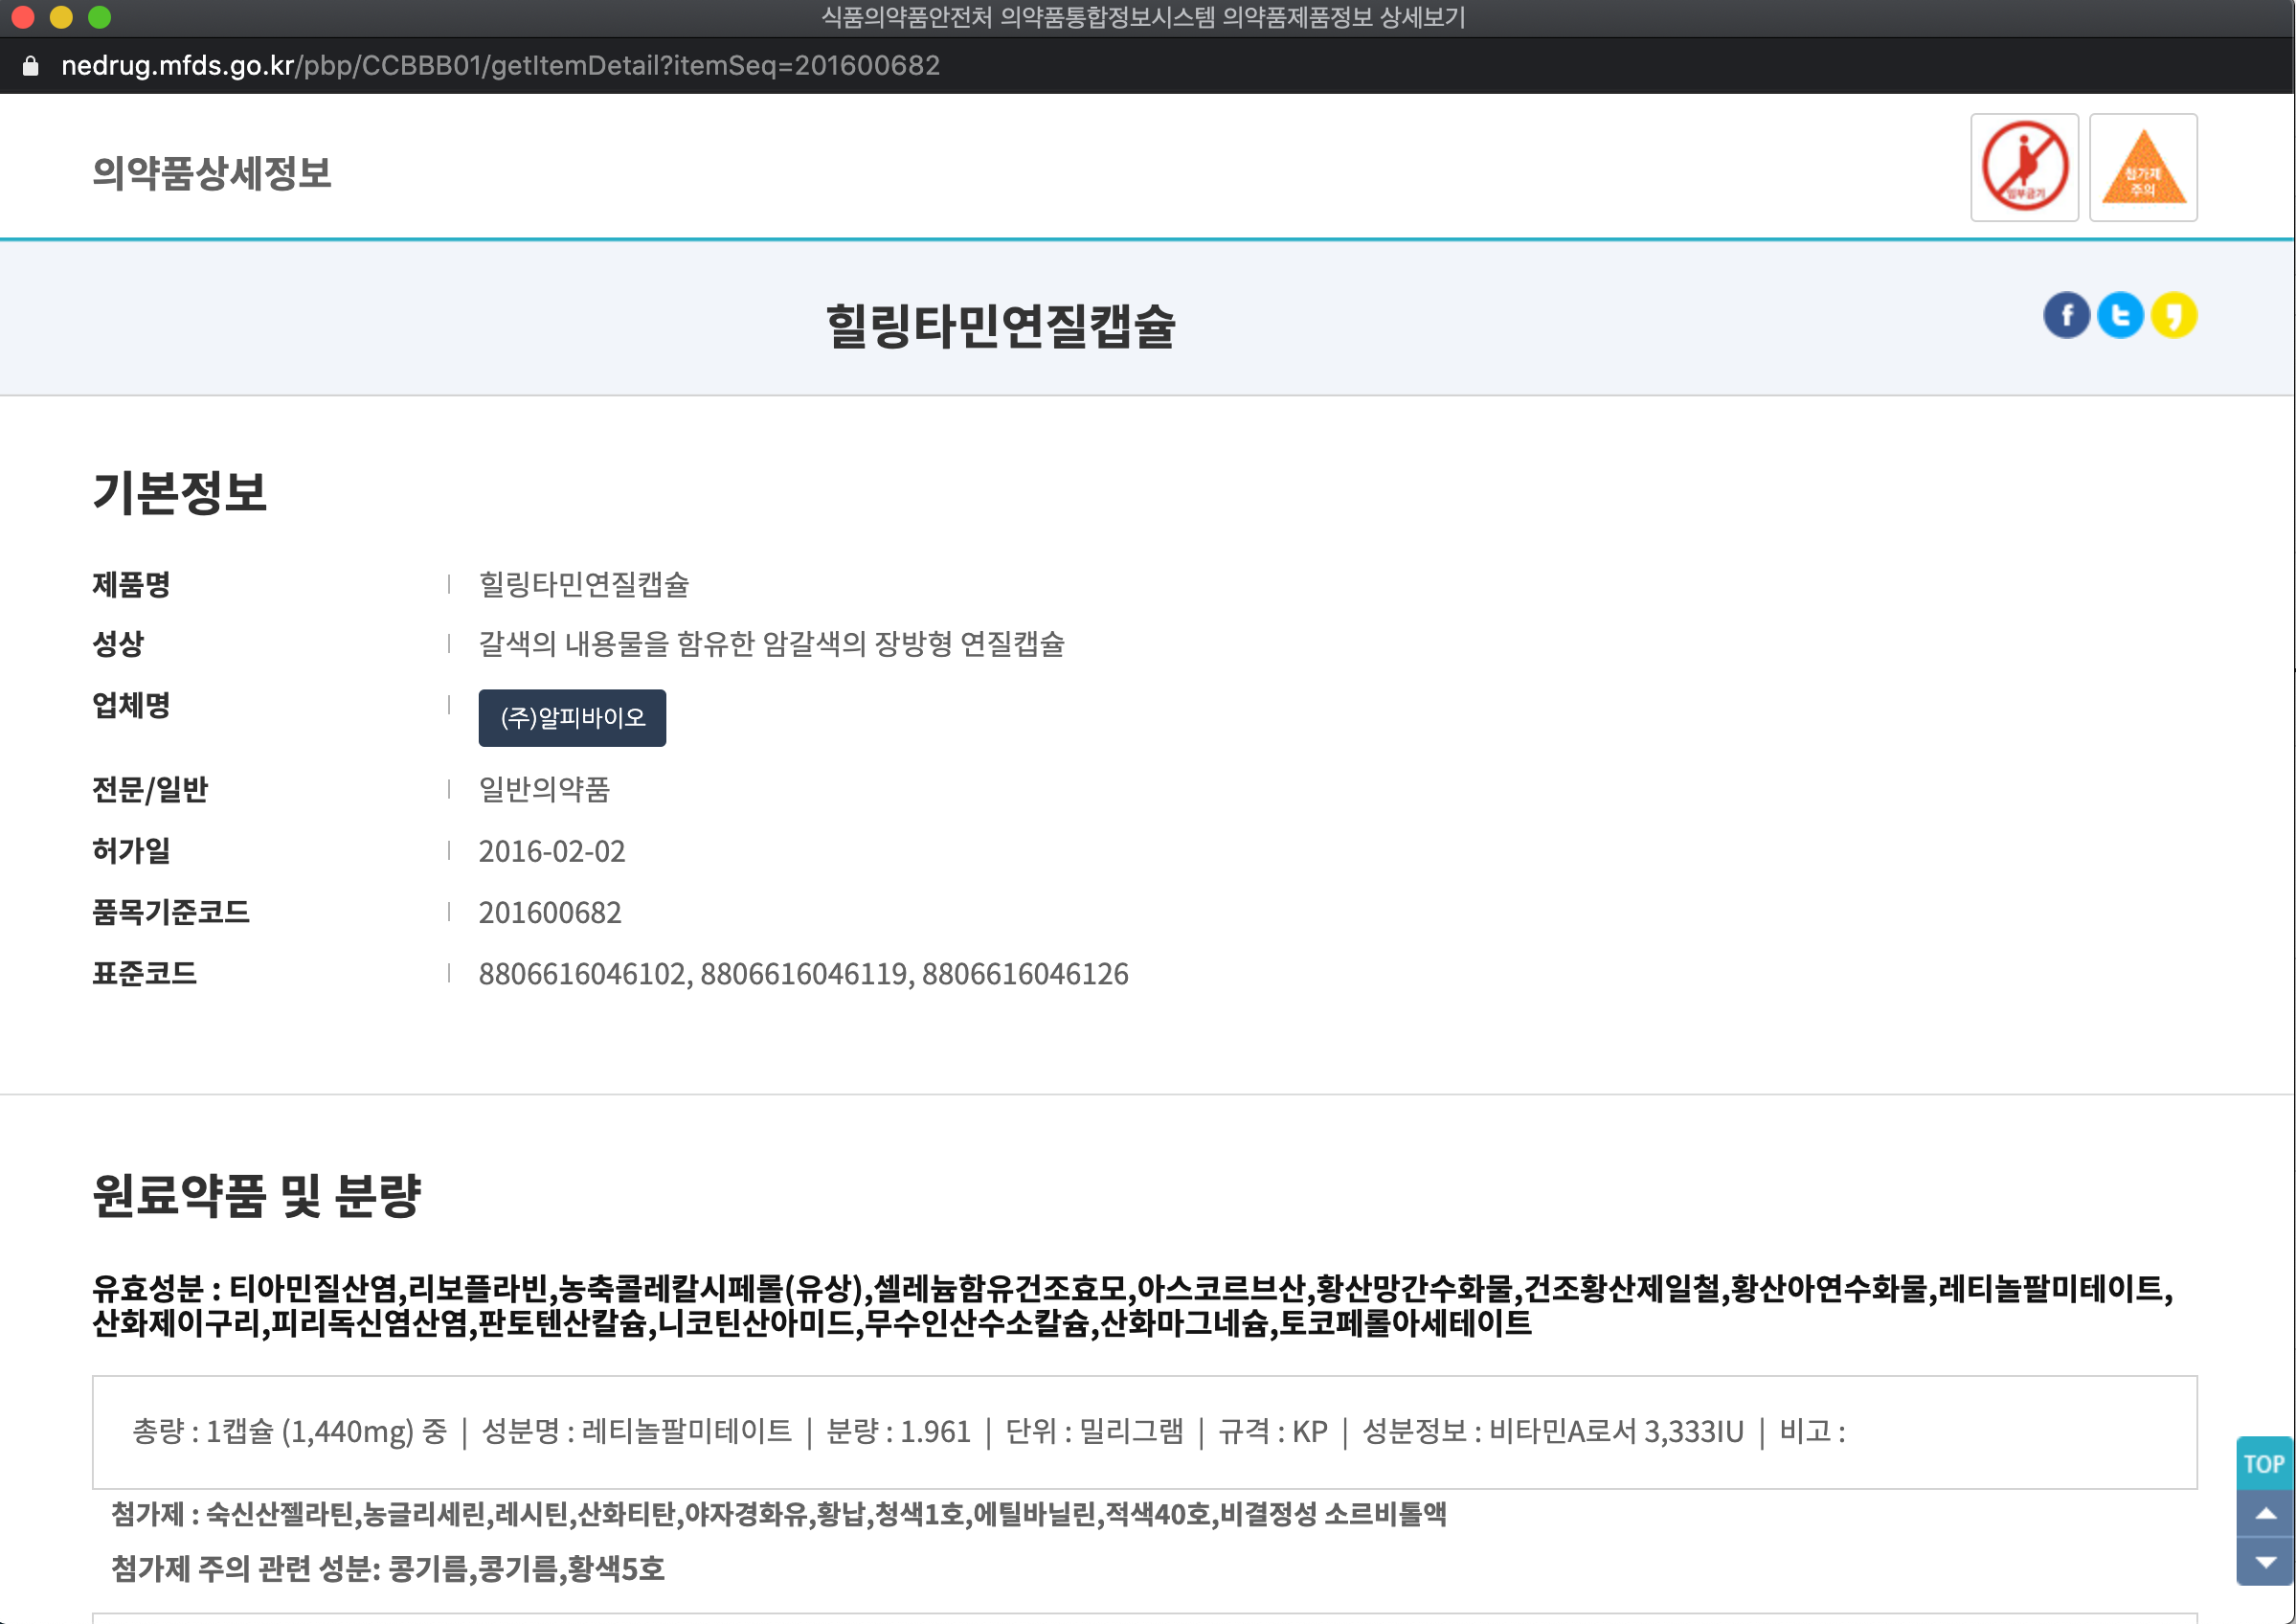 식품의약품안전처 의약품통합정보시스템 의약품제품정보 상세보기
nedrug.mfds.go.kr/pbp/CCBBB01/getItemDetail?itemSeq=201600682
의약품상세정보
임부금기
첨가제
주의
힐링타민연질캡슐
기본정보
제품명 힐링타민연질캡슐
성상 갈색의 내용물을 함유한 암갈색의 장방형 연질캡슐
업체명 (주)알피바이오
전문/일반 일반의약품
허가일 2016-02-02
품목기준코드 201600682
표준코드 8806616046102, 8806616046119, 8806616046126
원료약품 및 분량
유효성분 : 티아민질산염,리보플라빈,농축콜레칼시페롤(유상),셀레늄함유건조효모,아스코르브산,황산망간수화물,건조황산제일철,황산아연수화물,레티놀팔미테이트,
산화제이구리,피리독신염산염,판토텐산칼슘,니코틴산아미드,무수인산수소칼슘,산화마그네슘,토코페롤아세테이트
총량 : 1캡슐 (1,440mg) 중 | 성분명 : 레티놀팔미테이트 | 분량 : 1.961 | 단위 : 밀리그램 | 규격 : KP | 성분정보 : 비타민A로서 3,333IU | 비고 :
첨가제 : 숙신산젤라틴,농글리세린,레시틴,산화티탄,야자경화유,황납,청색1호,에틸바닐린,적색40호,비결정성 소르비톨액
첨가제 주의 관련 성분: 콩기름,콩기름,황색5호
TOP